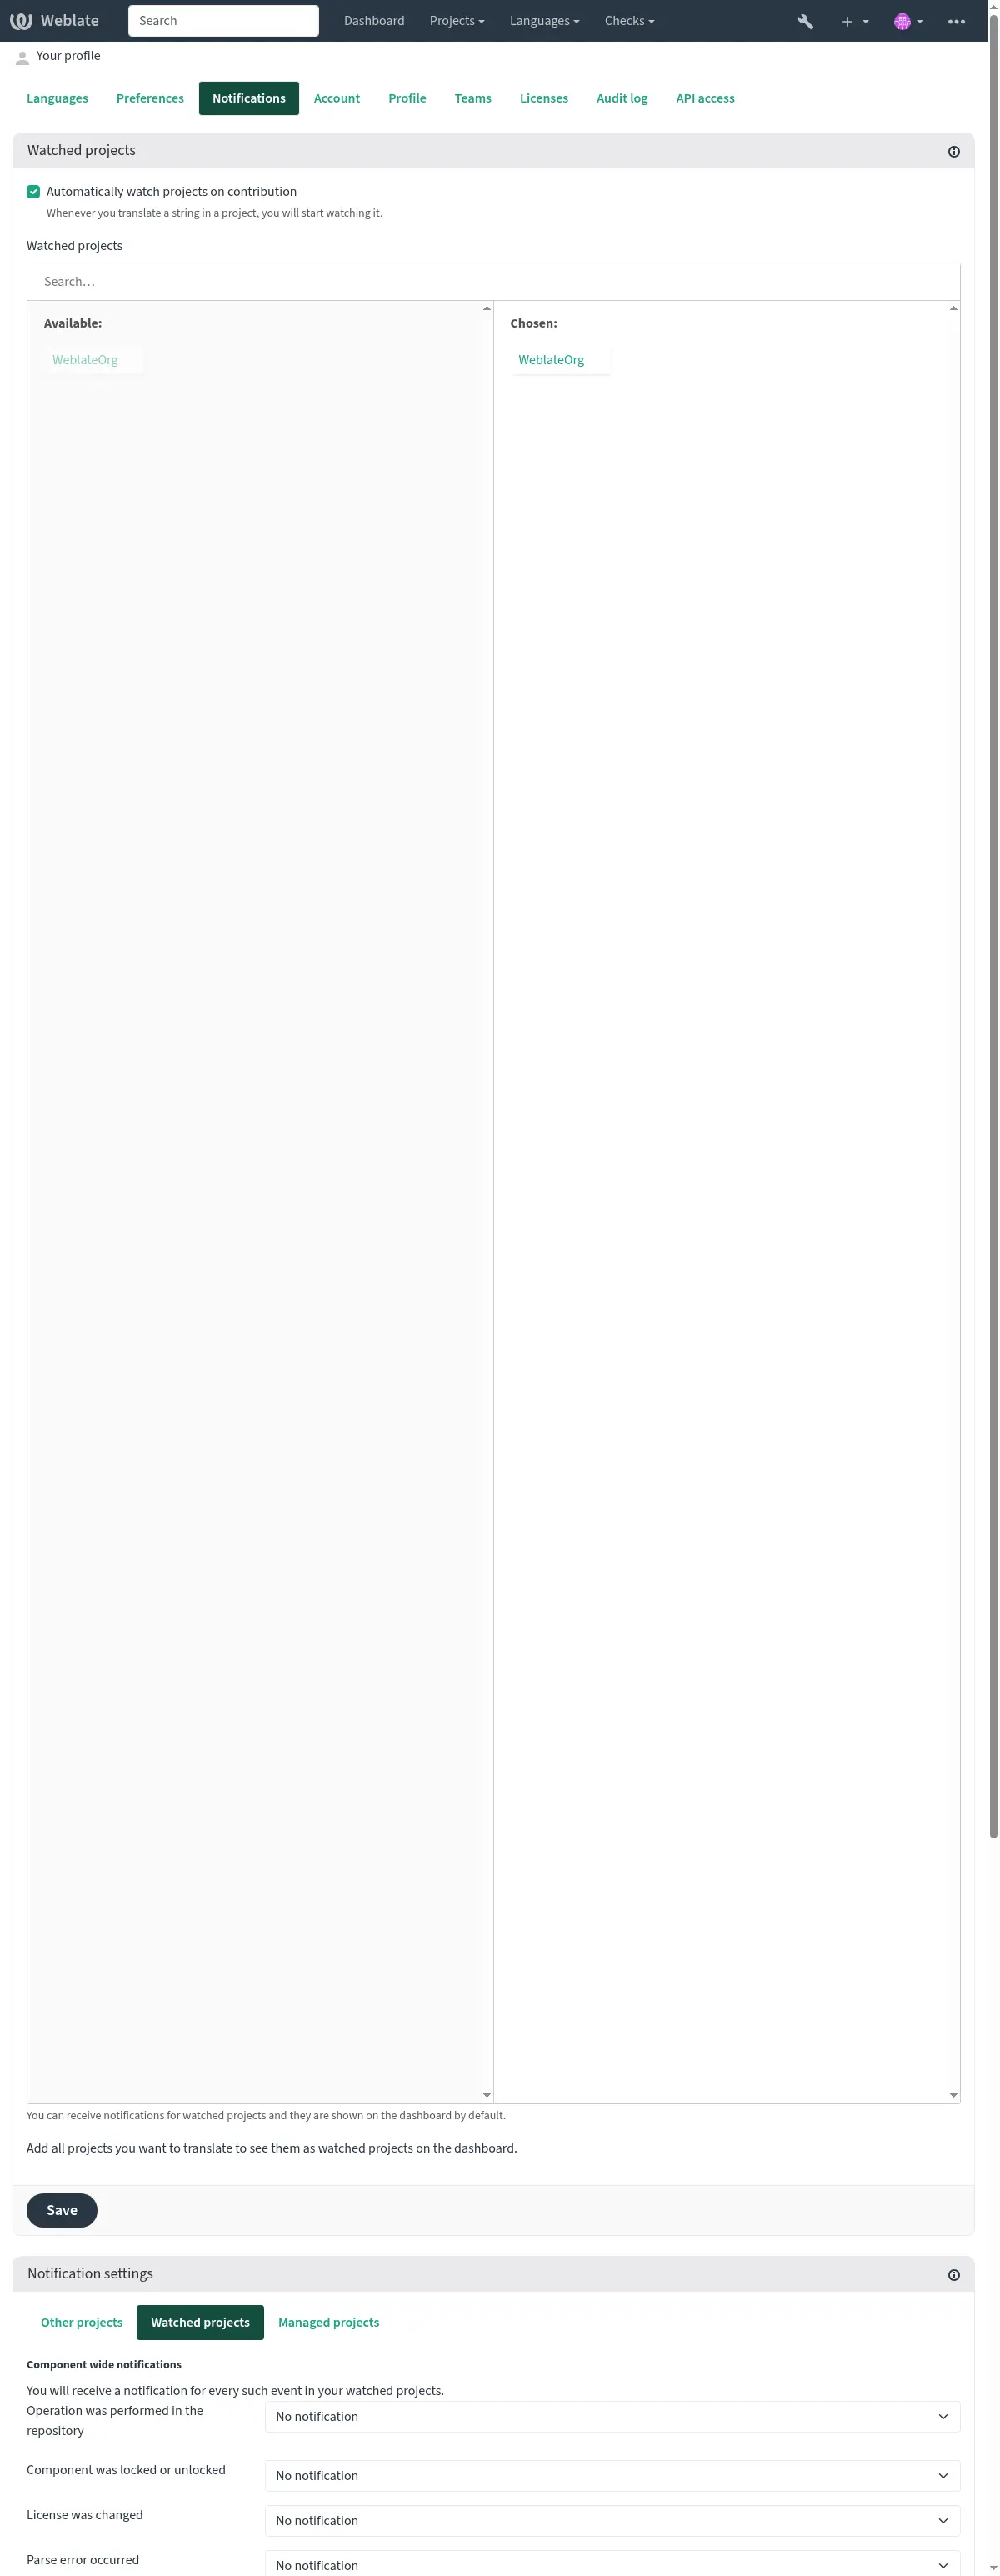 Weblate Search Dashboard Projects Languages Checks
Your profile
Languages Preferences Notifications Account Profile Teams Licenses Audit log API access
Watched projects
Automatically watch projects on contribution
Whenever you translate a string in a project, you will start watching it.
Watched projects
Search…
Available: Chosen:
WeblateOrg WeblateOrg
You can receive notifications for watched projects and they are shown on the dashboard by default.
Add all projects you want to translate to see them as watched projects on the dashboard.
Save
Notification settings
Other projects Watched projects Managed projects
Component wide notifications
You will receive a notification for every such event in your watched projects.
Operation was performed in the
repository
No notification
Component was locked or unlocked No notification
License was changed No notification
Parse error occurred No notification